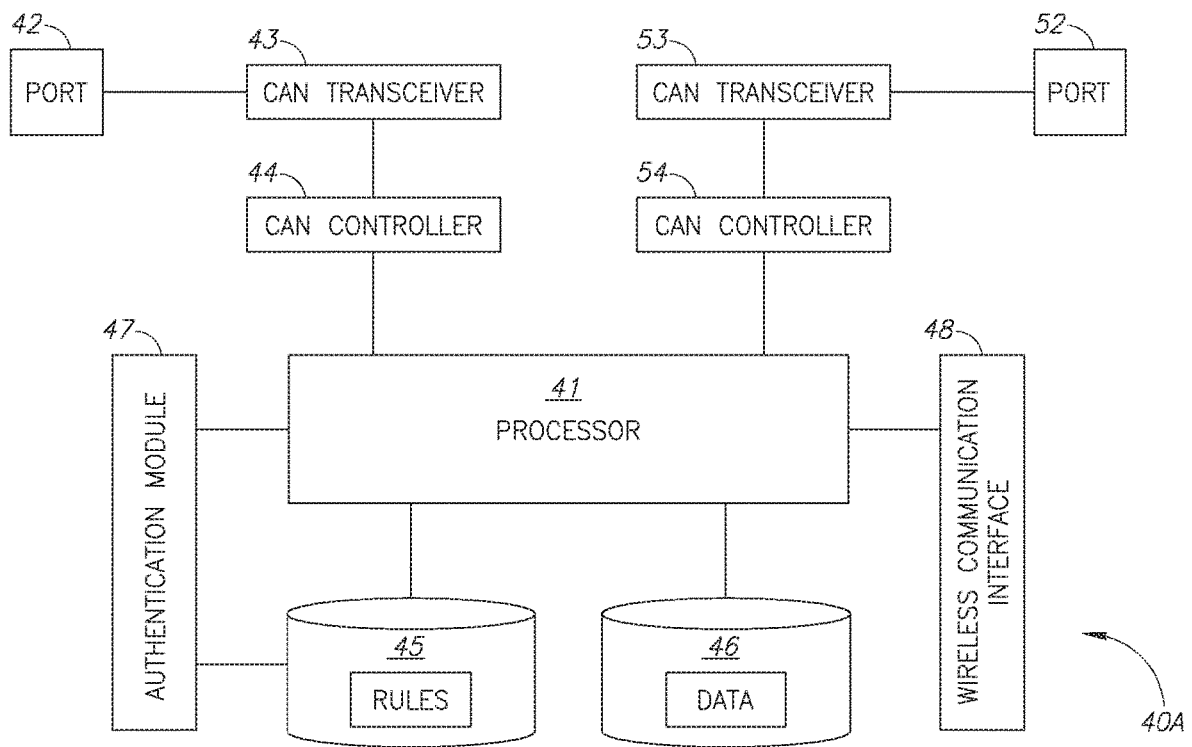 42
43
53
52
PORT
CAN TRANSCEIVER
CAN TRANSCEIVER
PORT
44
54
CAN CONTROLLER
CAN CONTROLLER
47
48
41
PROCESSOR
AUTHENTICATION MODULE
WIRELESS COMMUNICATION
INTERFACE
45
RULES
46
DATA
40A